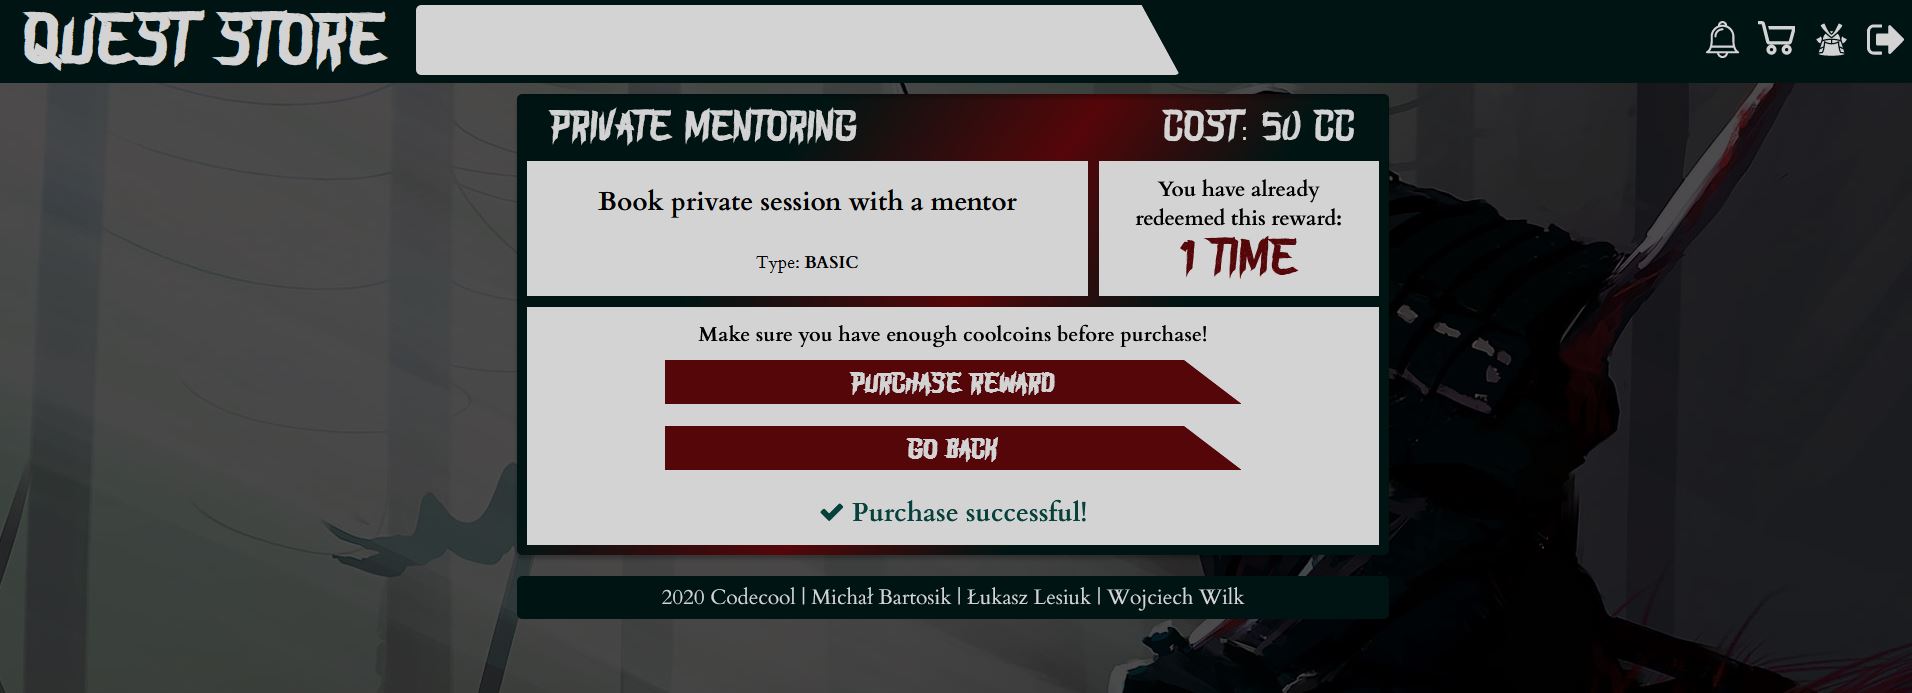 QUEST STORE
PRIVATE MENTORING
COST: 50 CC
Book private session with a mentor
Type: BASIC
You have already
redeemed this reward:
1 TIME
Make sure you have enough coolcoins before purchase!
PURCHASE REWARD
GO BACK
Purchase successful!
2020 Codecool | Michał Bartosik | Łukasz Lesiuk | Wojciech Wilk